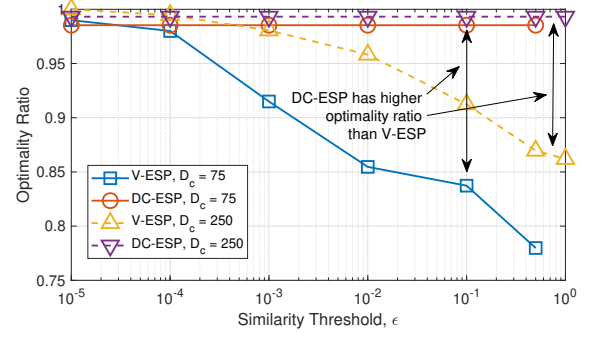 1
0.95
0.9
0.85
0.8
0.75
Optimality Ratio
DC-ESP has higher
optimality ratio
than V-ESP
V-ESP, D_c = 75
DC-ESP, D_c = 75
V-ESP, D_c = 250
DC-ESP, D_c = 250
10^-5 10^-4 10^-3 10^-2 10^-1 10^0
Similarity Threshold, ϵ